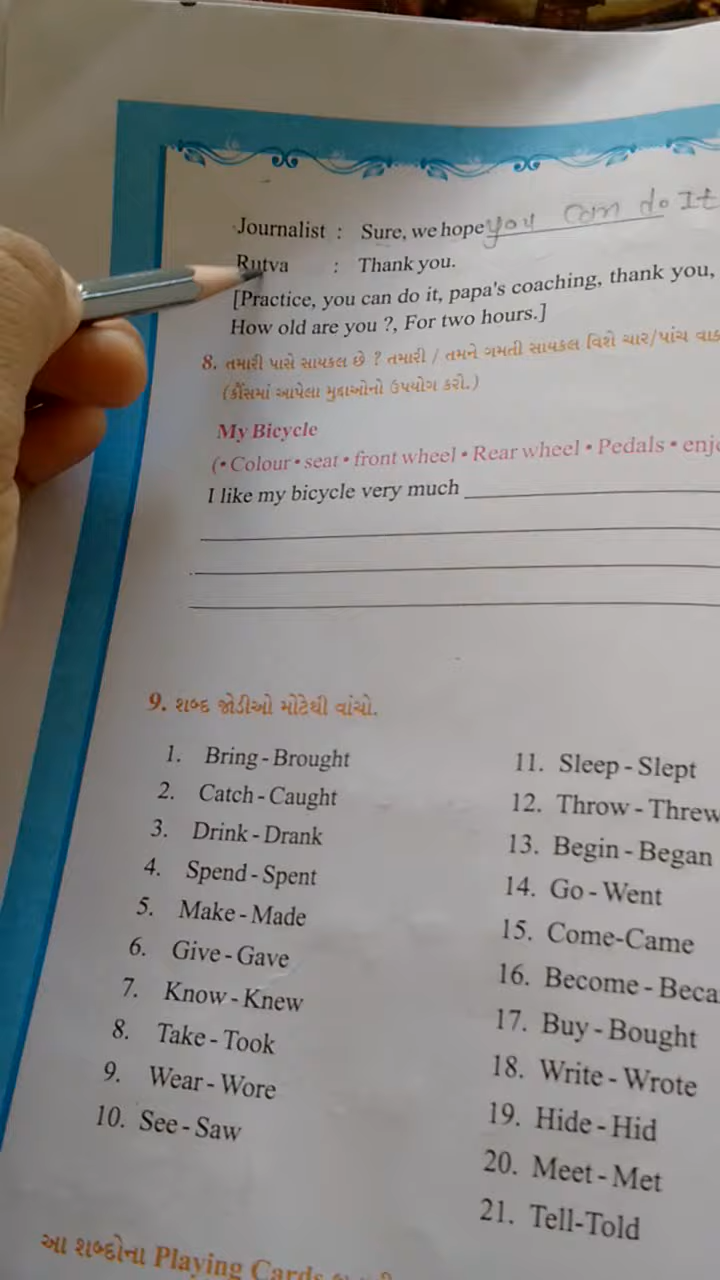 Journalist : Sure, we hope you can do It
Rutva : Thank you.
[Practice, you can do it, papa's coaching, thank you,
How old are you ?, For two hours.]
8. તમારી પાસે સાયકલ છે ? તમારી / તમને ગમતી સાયકલ વિશે ચાર/પાંચ
(કૌંસમાં આપેલા મુદ્દાઓનો ઉપયોગ કરો.)
My Bicycle
(• Colour • seat • front wheel • Rear wheel • Pedals •
I like my bicycle very much
9. શબ્દ જોડીઓ મોટેથી વાંચો.
1. Bring - Brought
2. Catch - Caught
3. Drink - Drank
4. Spend - Spent
5. Make - Made
6. Give - Gave
7. Know - Knew
8. Take - Took
9. Wear - Wore
10. See - Saw
11. Sleep - Slept
12. Throw - Threw
13. Begin - Began
14. Go - Went
15. Come-Came
16. Become -
17. Buy - Bought
18. Write - Wrote
19. Hide - Hid
20. Meet - Met
21. Tell-Told
આ શબ્દોના Playing Cards